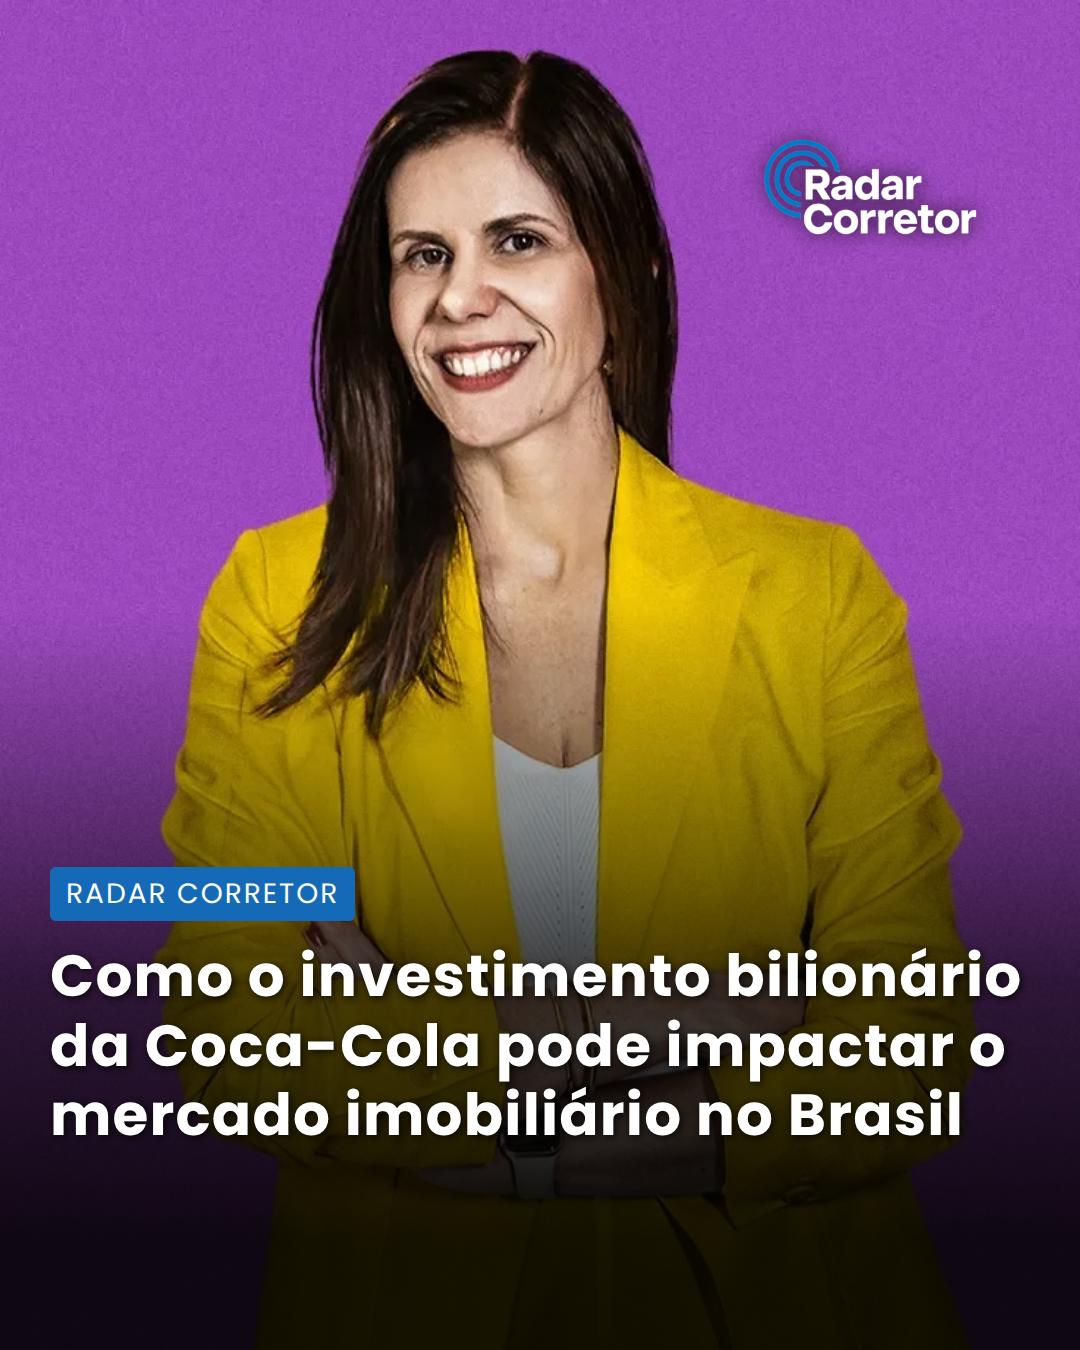 Radar
Corretor
RADAR CORRETOR
Como o investimento bilionário
da Coca-Cola pode impactar o
mercado imobiliário no Brasil